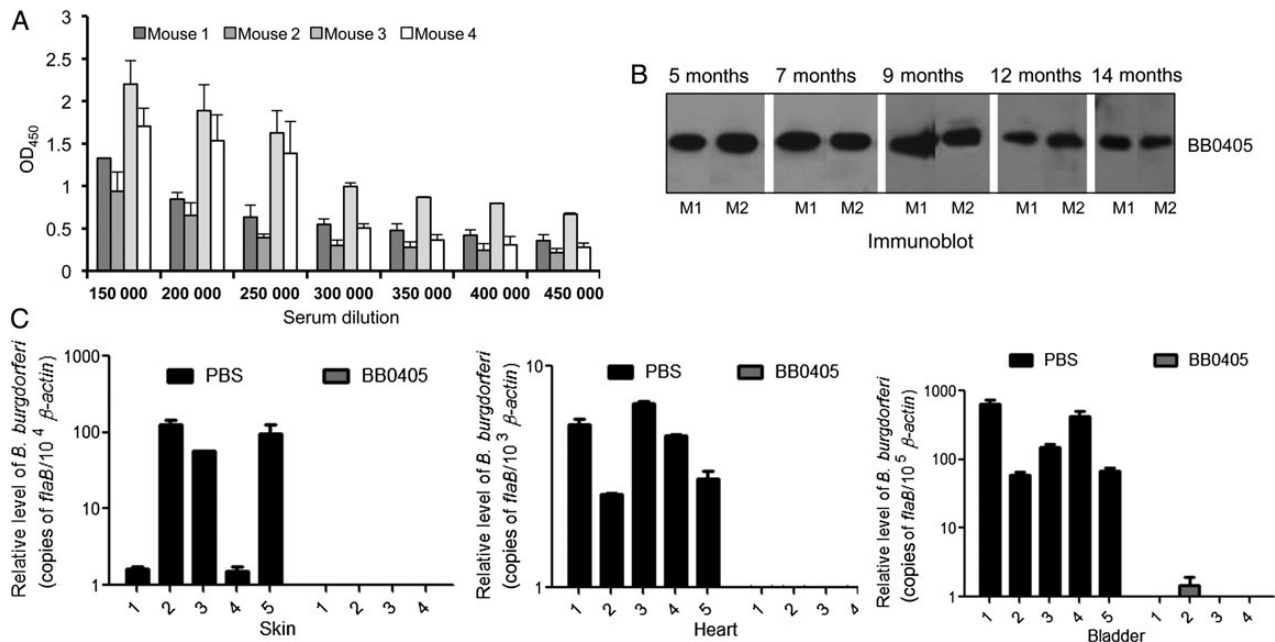 A
3
2.5
2
1.5
1
0.5
0
OD450
Mouse 1 Mouse 2 Mouse 3 Mouse 4
150 000 200 000 250 000 300 000 350 000 400 000 450 000
Serum dilution
B
5 months 7 months 9 months 12 months 14 months
BB0405
M1 M2 M1 M2 M1 M2 M1 M2 M1 M2
Immunoblot
C
Relative level of B. burgdorferi
(copies of flaB/10 4 β-actin)
1000
100
10
1
PBS BB0405
1 2 3 4 5 1 2 3 4
Skin
Relative level of B. burgdorferi
(copies of flaB/10 3 β-actin)
10
1
PBS BB0405
1 2 3 4 5 1 2 3 4
Heart
Relative level of B. burgdorferi
(copies of flaB/10 5 β-actin)
1000
100
10
1
PBS BB0405
1 2 3 4 5 1 2 3 4
Bladder